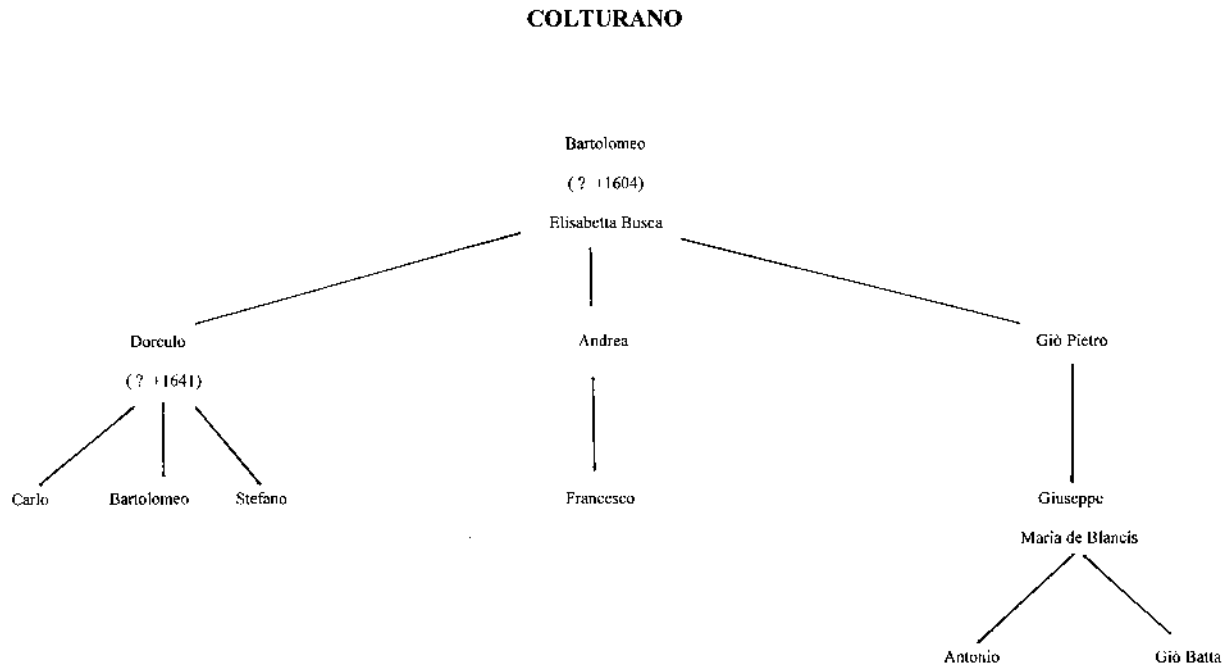 COLTURANO
Bartolomeo
( ? +1604)
Elisabetta Busca
Dorculo Andrea Giò Pietro
( ? +1641)
Carlo Bartolomeo Stefano Francesco Giuseppe
Maria de Blancis
Antonio Giò Batta